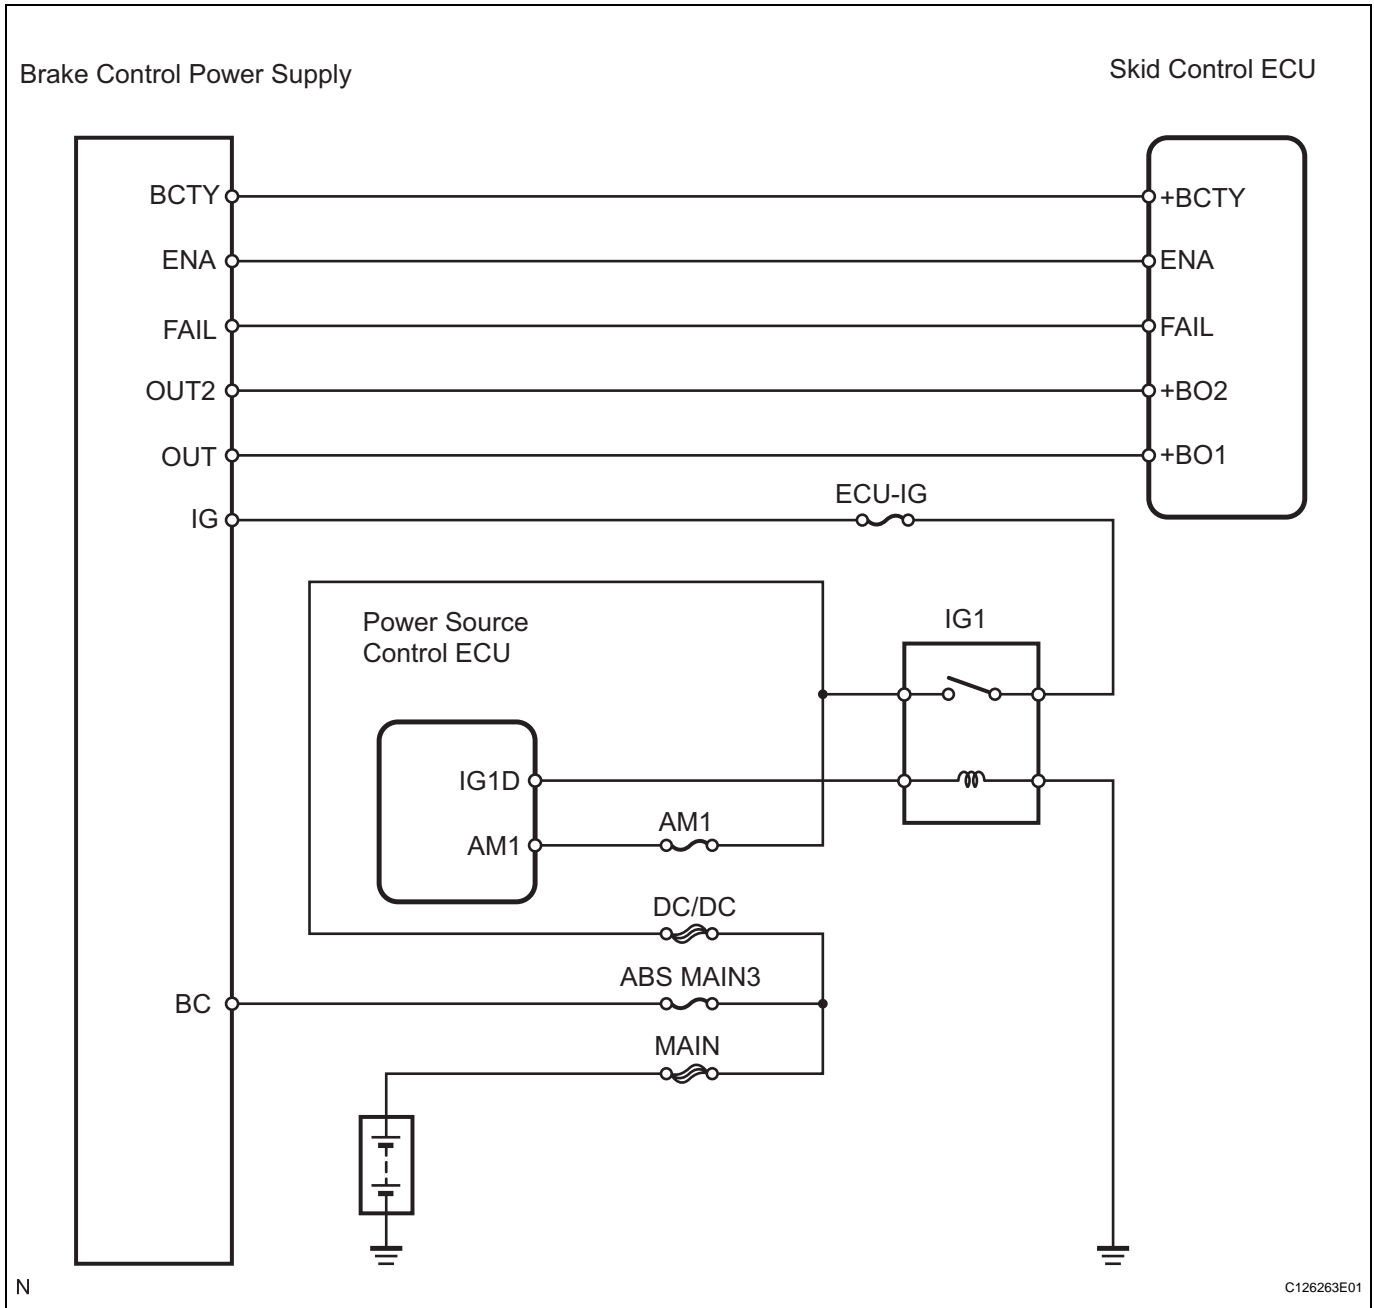 Brake Control Power Supply
Skid Control ECU
BCTY
+BCTY
ENA
ENA
FAIL
FAIL
OUT2
+BO2
OUT
+BO1
IG
ECU-IG
Power Source
Control ECU
IG1
IG1D
AM1
AM1
DC/DC
ABS MAIN3
BC
MAIN
N
C126263E01